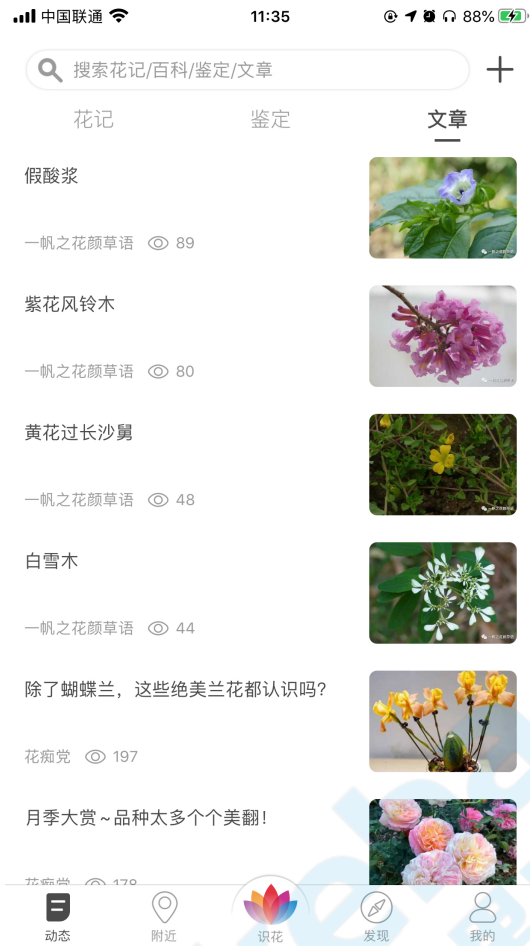 中国联通
11:35
88%
搜索花记/百科/鉴定/文章
花记
鉴定
文章
假酸浆
一帆之花颜草语 89
紫花风铃木
一帆之花颜草语 80
黄花过长沙舅
一帆之花颜草语 48
白雪木
一帆之花颜草语 44
除了蝴蝶兰，这些绝美兰花都认识吗？
花痴党 197
月季大赏~品种太多个个美翻！
花痴党 178
动态
附近
识花
发现
我的